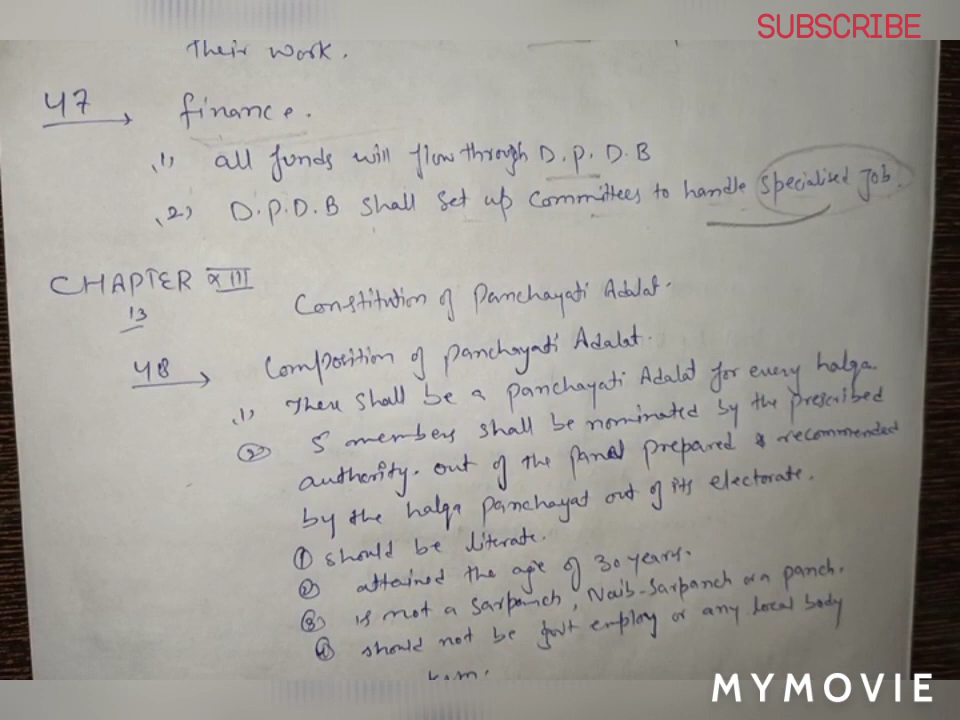 SUBSCRIBE
Their work.
47 → finance.
(1) all funds will flow through D.P.D.B
(2) D.P.D.B shall set up Committees to handle specialised Job.
CHAPTER XIII
13
Constitution of Panchayati Adalat.
48 → Composition of Panchayati Adalat.
(1) There shall be a Panchayati Adalat for every halqa.
(2) 5 members shall be nominated by the prescribed
authority. out of the panel prepared & recommended
by the halqa Panchayat out of its electorate.
(1) should be literate.
(2) attained the age of 30 years.
(3) is not a Sarpanch, Naib-Sarpanch or a panch.
(4) should not be govt employ or any local body
MYMOVIE